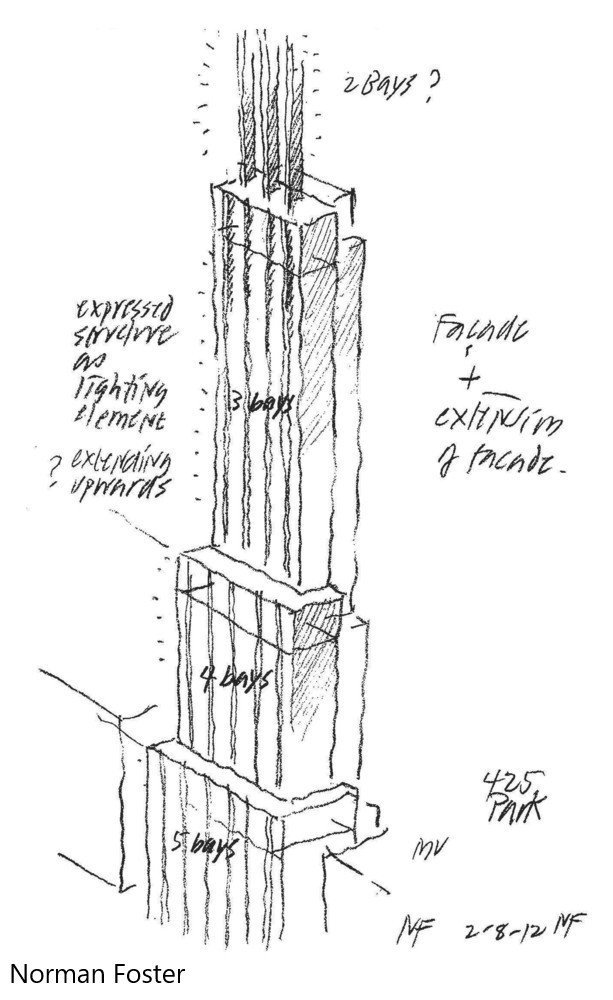 2 Bays?
expressed
structure
as
lighting
element
? extending
upwards
3 bays
Facade
+
extension
of facade.
4 bays
5 bays
425
Park
MV
NF 2-8-12 NF
Norman Foster